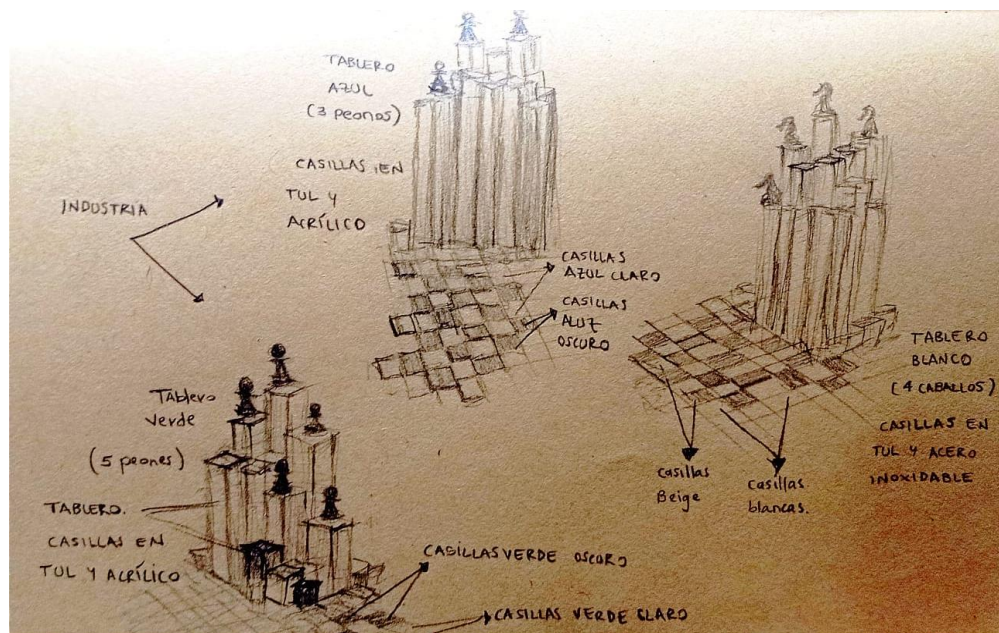 INDUSTRIA
TABLERO
AZUL
(3 peones)
CASILLAS EN
TUL Y
ACRÍLICO
CASILLAS
AZUL CLARO
CASILLAS
ALUZ
OSCURO
TABLERO
BLANCO
(4 CABALLOS)
CASILLAS EN
TUL Y ACERO
INOXIDABLE
casillas
Beige
casillas
blancas.
TAblero
verde
(5 peones)
TABLERO.
CASILLAS EN
TUL Y ACRÍLICO
CASILLAS VERDE OSCURO
CASILLAS VERDE CLARO